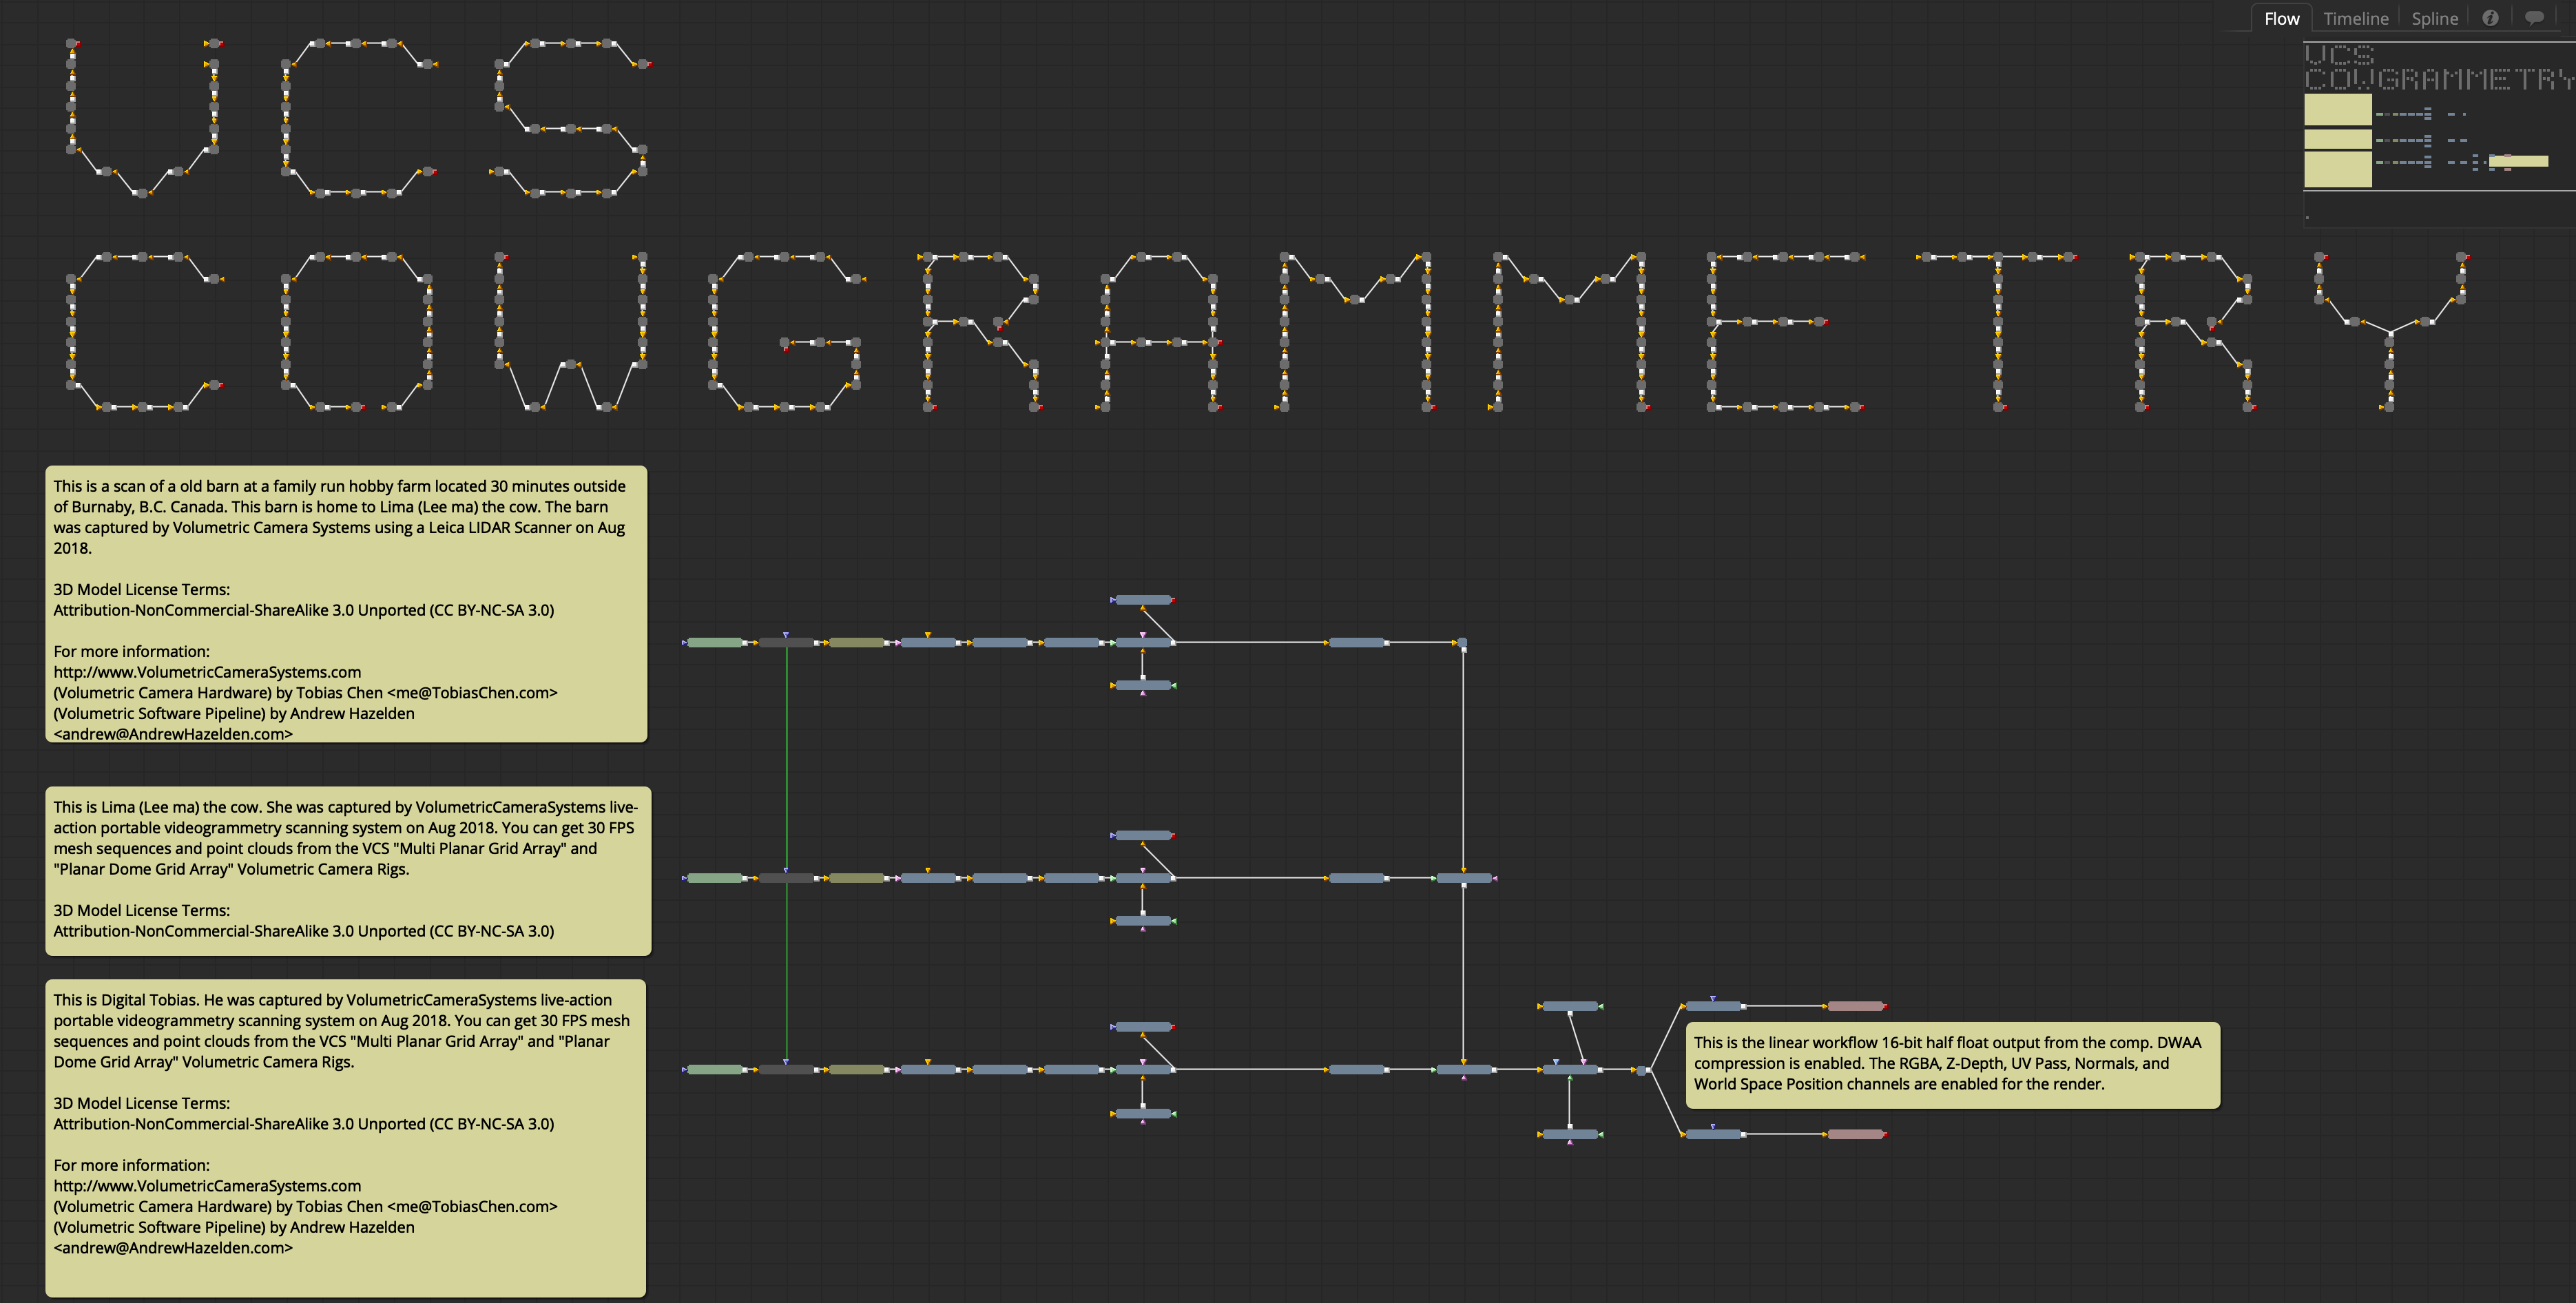 Flow Timeline Spline
VCS
VCS
COWGRAMMETRY
COWGRAMMETRY
This is a scan of a old barn at a family run hobby farm located 30 minutes outside
of Burnaby, B.C. Canada. This barn is home to Lima (Lee ma) the cow. The barn
was captured by Volumetric Camera Systems using a Leica LIDAR Scanner on Aug
2018.
3D Model License Terms:
Attribution-NonCommercial-ShareAlike 3.0 Unported (CC BY-NC-SA 3.0)
For more information:
http://www.VolumetricCameraSystems.com
(Volumetric Camera Hardware) by Tobias Chen <me@TobiasChen.com>
(Volumetric Software Pipeline) by Andrew Hazelden
<andrew@AndrewHazelden.com>
This is Lima (Lee ma) the cow. She was captured by VolumetricCameraSystems live-
action portable videogrammetry scanning system on Aug 2018. You can get 30 FPS
mesh sequences and point clouds from the VCS "Multi Planar Grid Array" and
"Planar Dome Grid Array" Volumetric Camera Rigs.
3D Model License Terms:
Attribution-NonCommercial-ShareAlike 3.0 Unported (CC BY-NC-SA 3.0)
This is Digital Tobias. He was captured by VolumetricCameraSystems live-action
portable videogrammetry scanning system on Aug 2018. You can get 30 FPS mesh
sequences and point clouds from the VCS "Multi Planar Grid Array" and "Planar
Dome Grid Array" Volumetric Camera Rigs.
3D Model License Terms:
Attribution-NonCommercial-ShareAlike 3.0 Unported (CC BY-NC-SA 3.0)
For more information:
http://www.VolumetricCameraSystems.com
(Volumetric Camera Hardware) by Tobias Chen <me@TobiasChen.com>
(Volumetric Software Pipeline) by Andrew Hazelden
<andrew@AndrewHazelden.com>
This is the linear workflow 16-bit half float output from the comp. DWAA
compression is enabled. The RGBA, Z-Depth, UV Pass, Normals, and
World Space Position channels are enabled for the render.